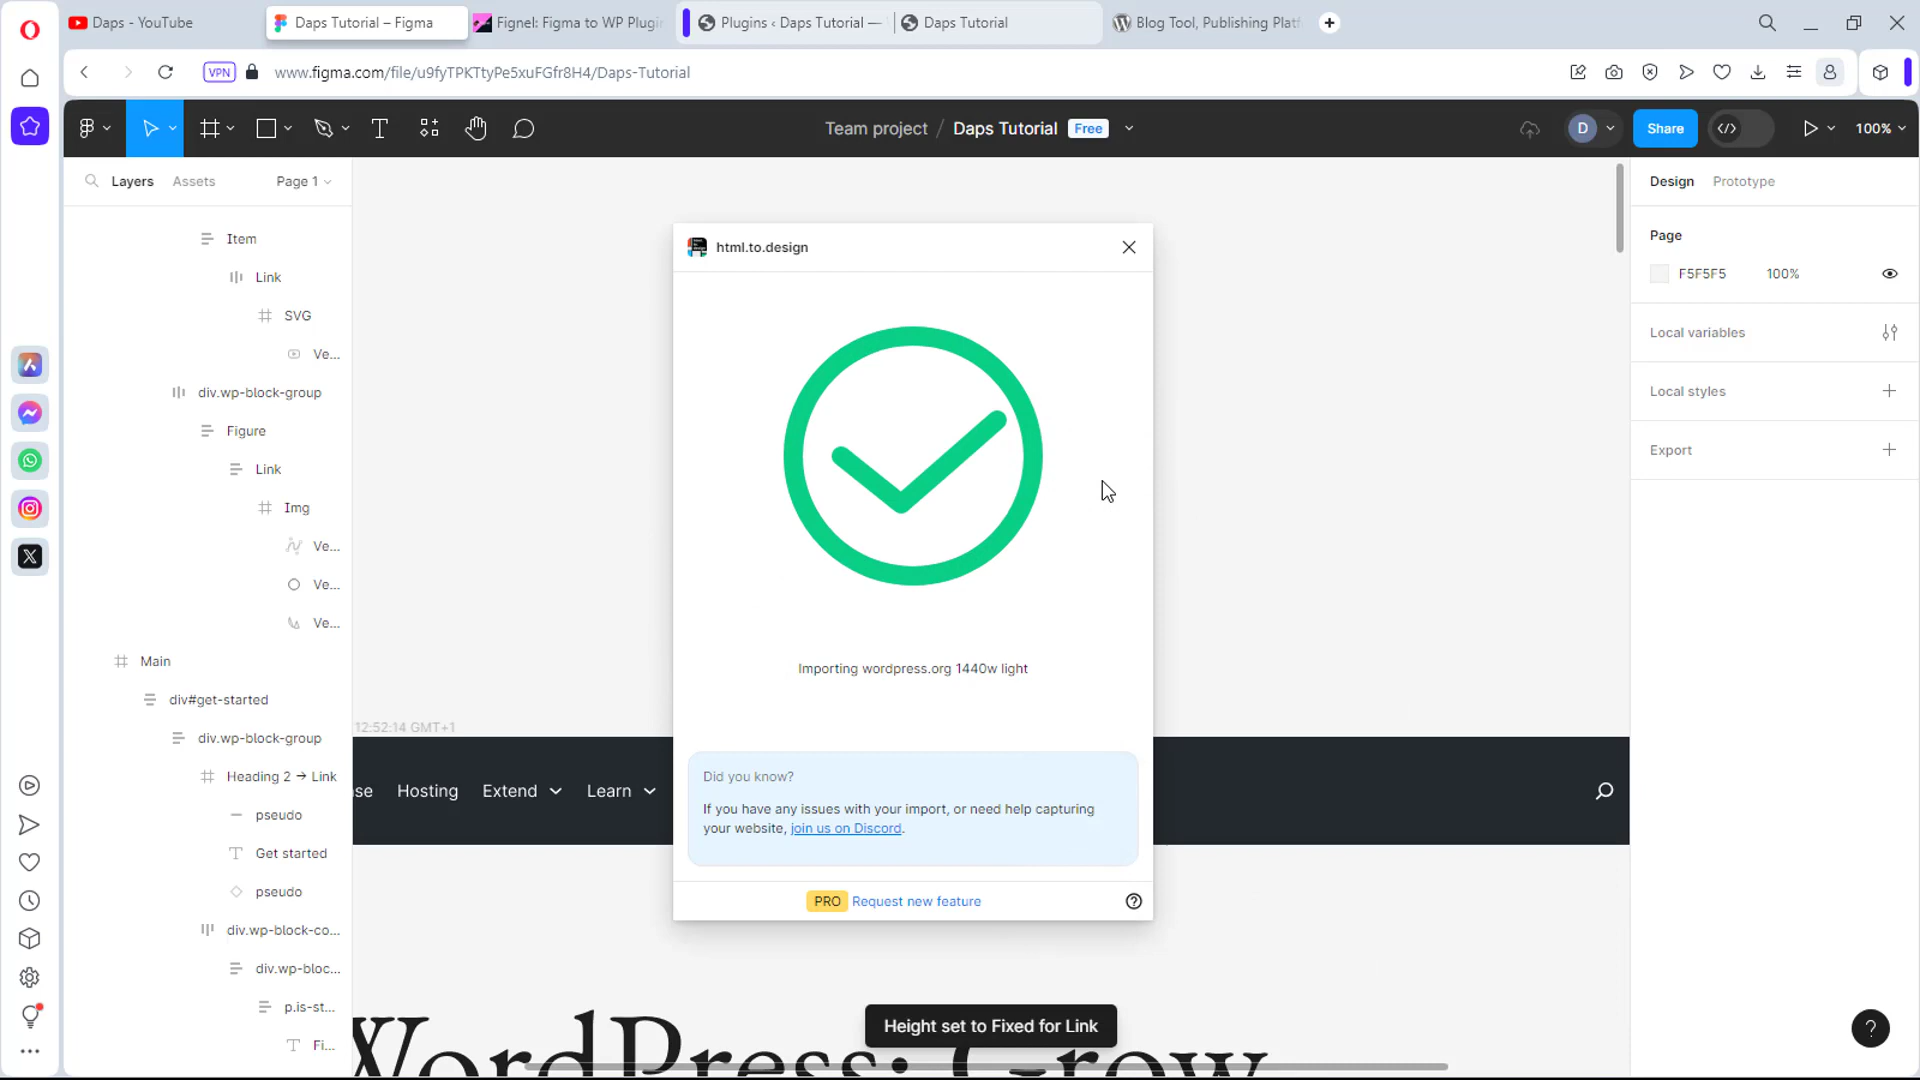 Daps - YouTube
Daps Tutorial – Figma
Fignel: Figma to WP Plugi
Plugins ‹ Daps Tutorial —
Daps Tutorial
Blog Tool, Publishing Platf
VPN
www.figma.com/file/u9fyTPKTtyPe5xuFGfr8H4/Daps-Tutorial
Team project / Daps Tutorial Free
D
Share
100%
Layers
Assets
Page 1
Design
Prototype
Item
Link
SVG
Ve...
div.wp-block-group
Figure
Link
Img
Ve...
Ve...
Ve...
Main
div#get-started
div.wp-block-group
Heading 2 → Link
pseudo
Get started
pseudo
div.wp-block-co...
div.wp-bloc...
p.is-st...
Fi...
html.to.design
Importing wordpress.org 1440w light
Did you know?
If you have any issues with your import, or need help capturing
your website, join us on Discord.
PRO Request new feature
12:52:14 GMT+1
se Hosting Extend Learn
WordPress: Grow
Height set to Fixed for Link
Page
F5F5F5 100%
Local variables
Local styles
Export
?